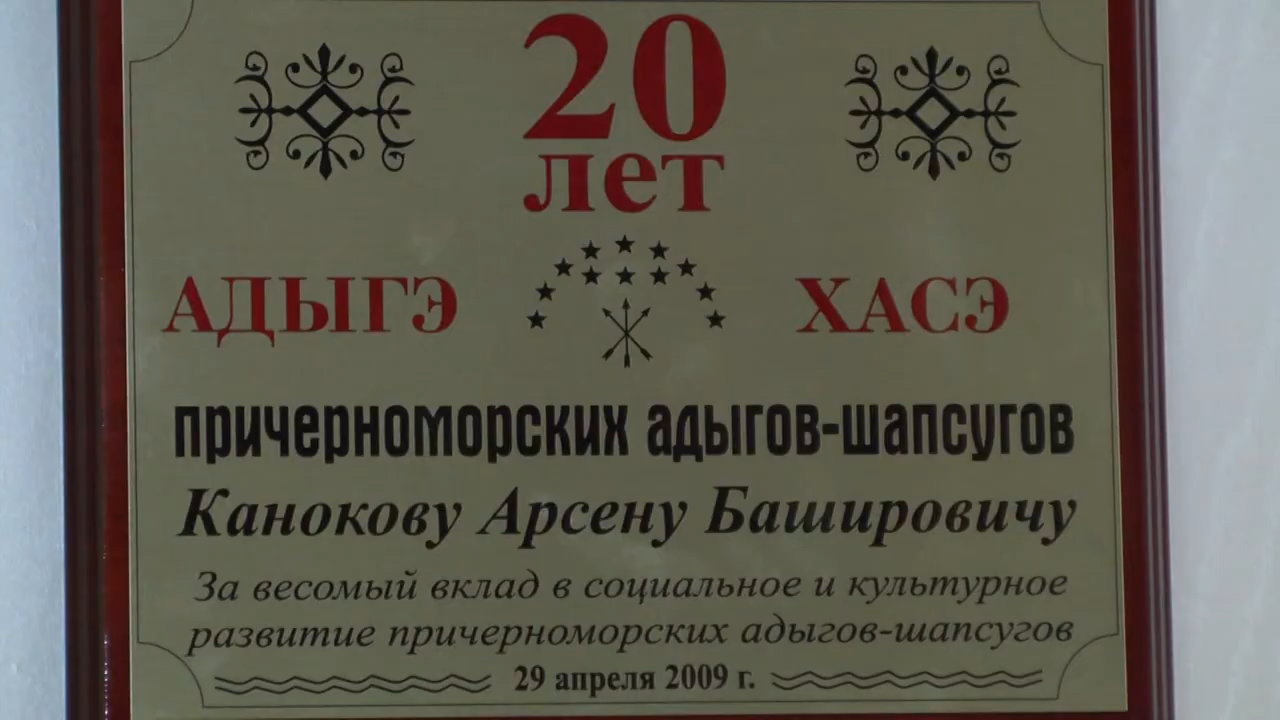 20
лет
АДЫГЭ ХАСЭ
причерноморских адыгов-шапсугов
Канокову Арсену Башировичу
За весомый вклад в социальное и культурное
развитие причерноморских адыгов-шапсугов
29 апреля 2009 г.